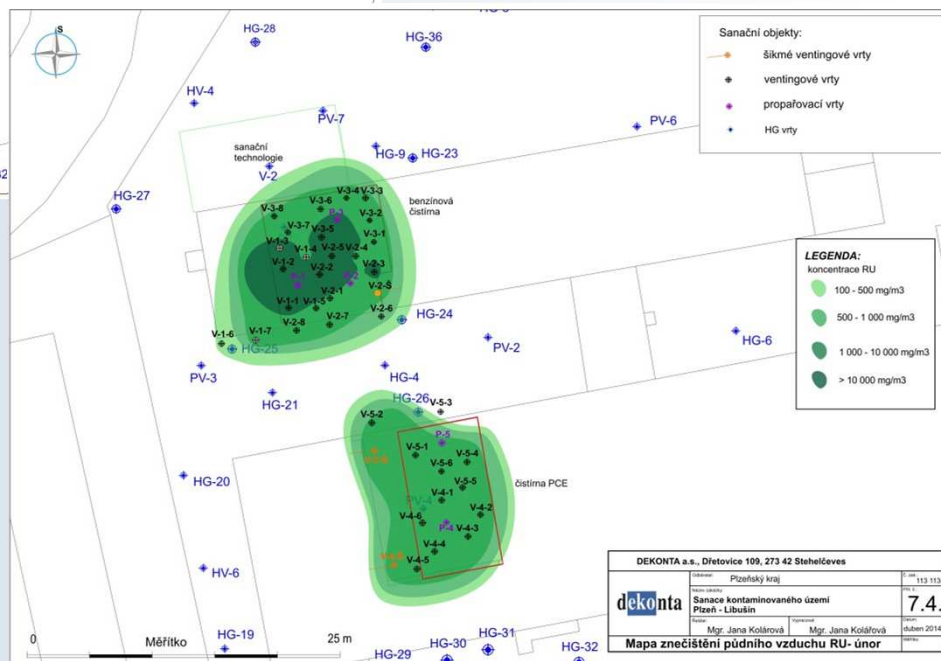 HG-28
HG-36
S
HV-4
PV-7
PV-6
HG-9
HG-23
sanační
technologie
V-2
HG-27
benzínová
čistírna
V-3-4
V-3-3
V-3-6
V-3-8
P-3
V-3-2
V-3-7
V-3-5
V-1-3
V-3-1
V-1-4
V-2-5
V-2-4
V-1-2
V-2-2
V-2-3
V-2-Š
V-2-1
V-1-1
V-1-5
V-2-6
V-2-8
V-2-7
HG-24
V-1-6
V-1-7
HG-25
PV-2
HG-6
PV-3
HG-4
HG-21
HG-26
V-5-3
V-5-2
P-5
V-5-1
V-5-4
V-5-6
HG-20
V-5-5
čistírna PCE
V-4-1
PV-4
V-4-2
V-4-6
P-4
V-4-3
V-4-4
V-4-5
HV-6
HG-19
HG-29
HG-30
HG-31
HG-32
0
Měřítko
25 m
Sanační objekty:
šikmé ventingové vrty
ventingové vrty
propařovací vrty
HG vrty
LEGENDA:
koncentrace RU
100 - 500 mg/m3
500 - 1 000 mg/m3
1 000 - 10 000 mg/m3
> 10 000 mg/m3
DEKONTA a.s., Dřetovice 109, 273 42 Stehelčeves
dekonta
Plzeňský kraj
113 113
Sanace kontaminovaného území
Plzeň - Libušín
7.4.
Mgr. Jana Kolářová
Mgr. Jana Kolářová
Datum:
duben 2014
Mapa znečištění půdního vzduchu RU- únor